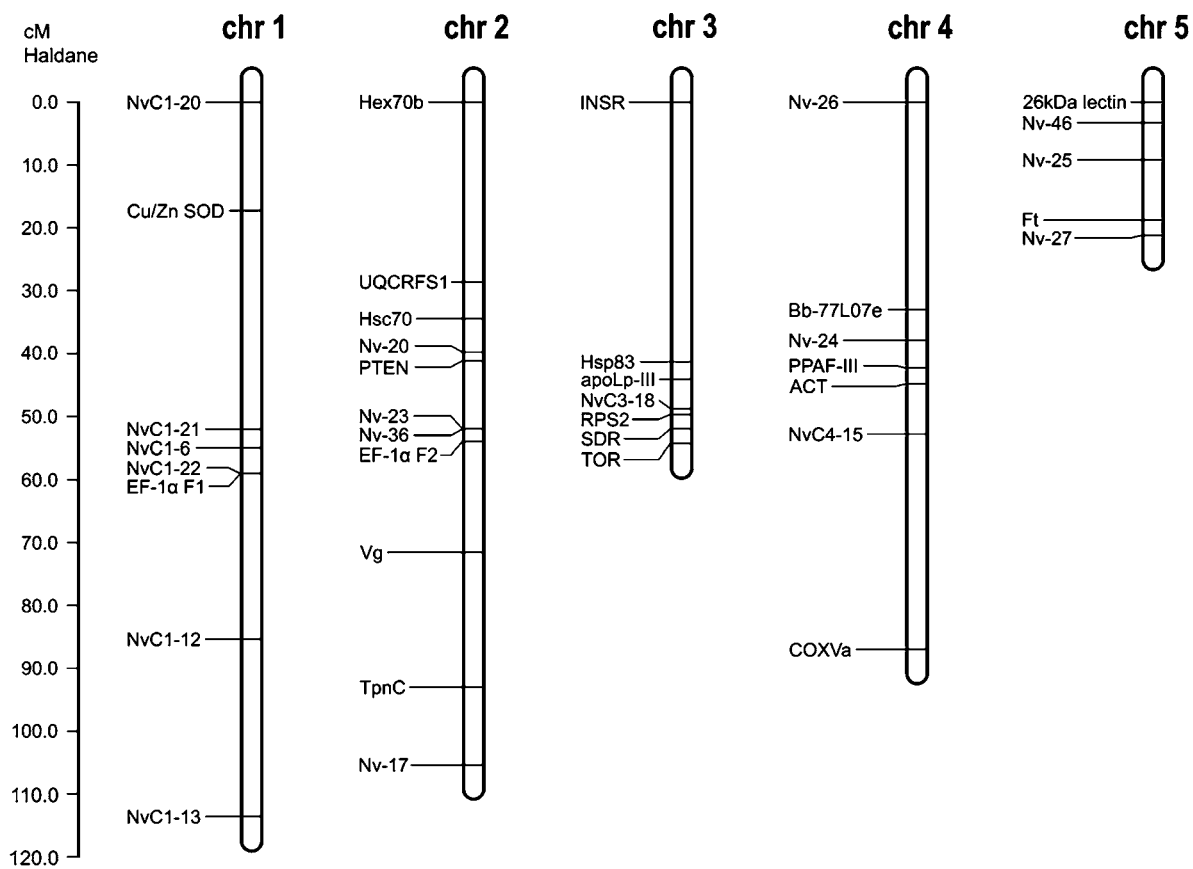 cM
Haldane
0.0
10.0
20.0
30.0
40.0
50.0
60.0
70.0
80.0
90.0
100.0
110.0
120.0
chr 1
NvC1-20
Cu/Zn SOD
NvC1-21
NvC1-6
NvC1-22
EF-1α F1
NvC1-12
NvC1-13
chr 2
Hex70b
UQCRFS1
Hsc70
Nv-20
PTEN
Nv-23
Nv-36
EF-1α F2
Vg
TpnC
Nv-17
chr 3
INSR
Hsp83
apoLp-III
NvC3-18
RPS2
SDR
TOR
chr 4
Nv-26
Bb-77L07e
Nv-24
PPAF-III
ACT
NvC4-15
COXVa
chr 5
26kDa lectin
Nv-46
Nv-25
Ft
Nv-27